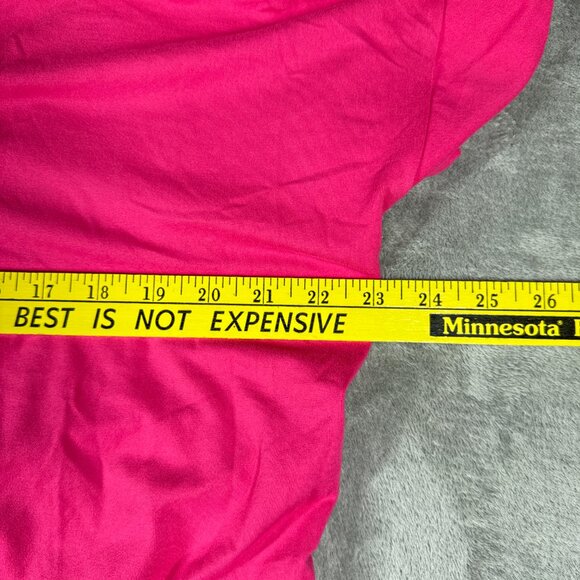 17 18 19 20 21 22 23 24 25 26
BEST IS NOT EXPENSIVE Minnesota